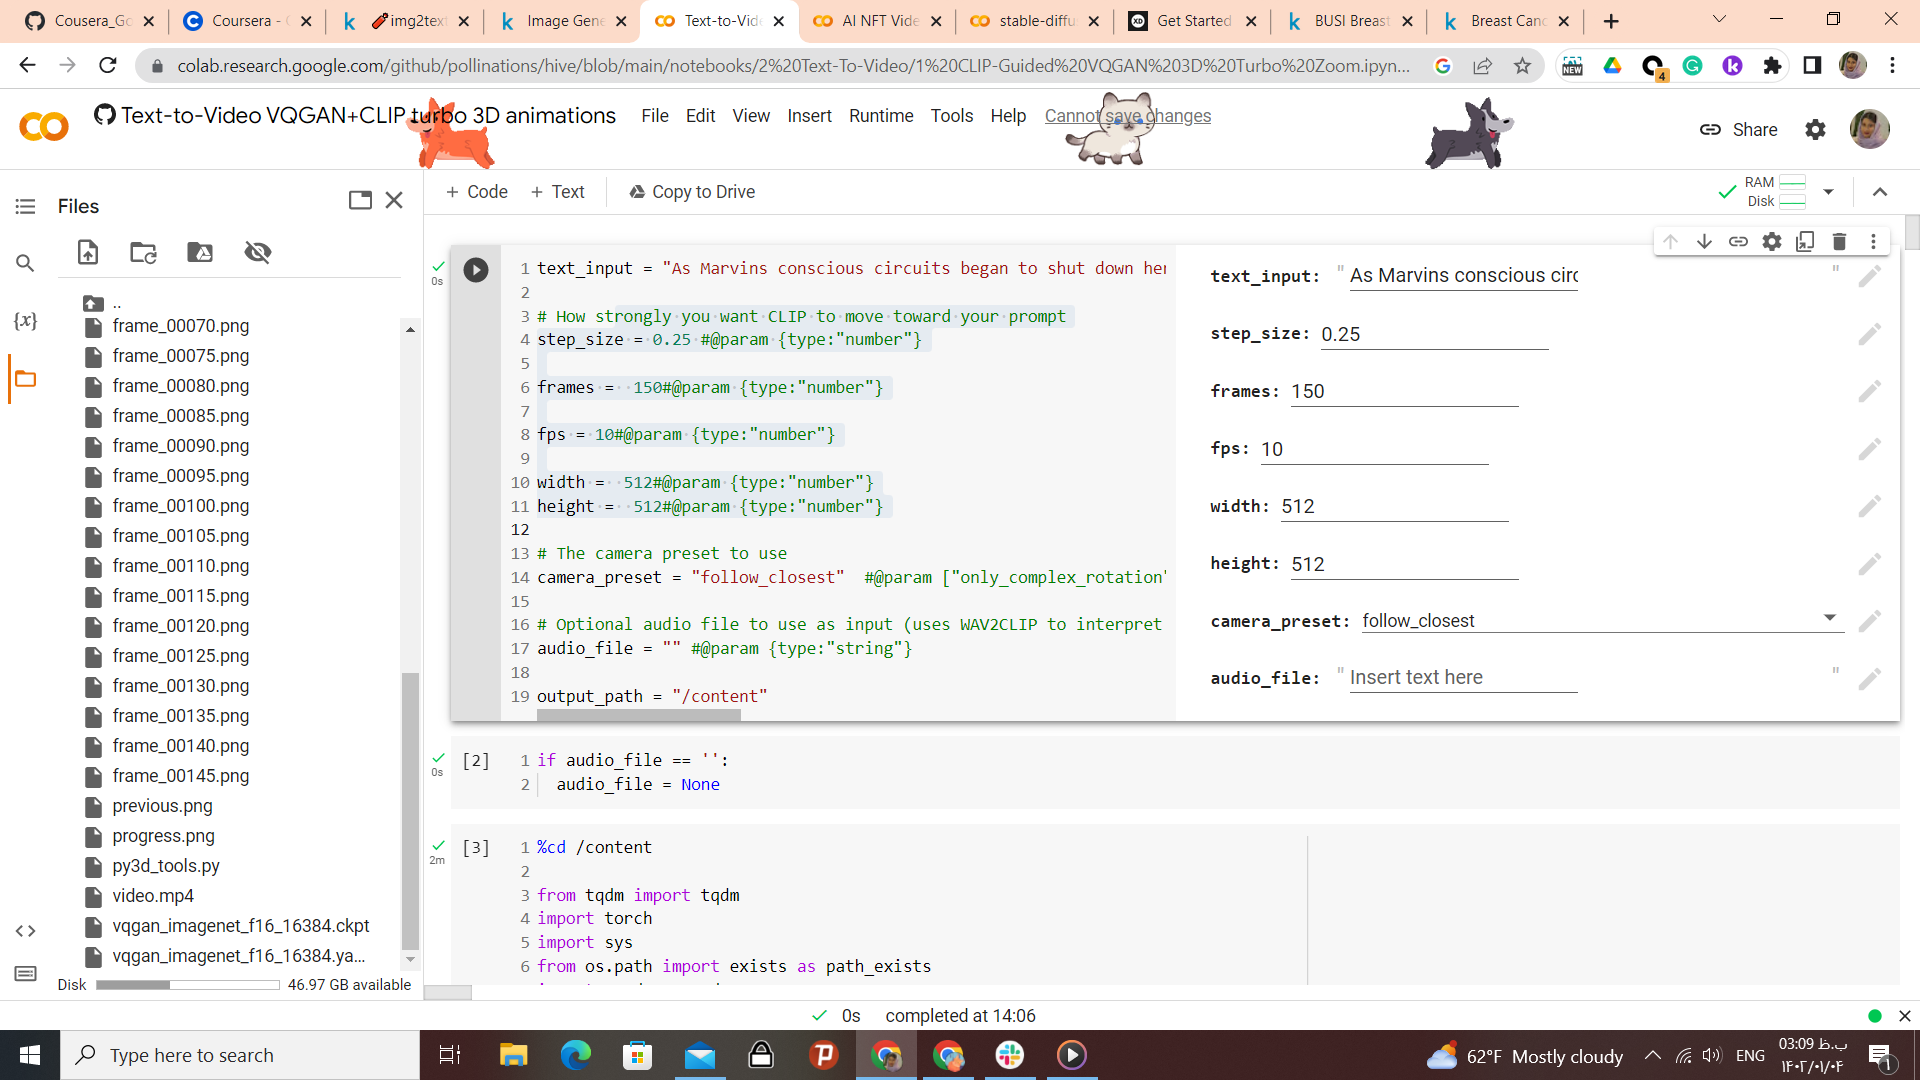 Cousera_Go
Coursera - C
img2text
Image Gene
Text-to-Vide
AI NFT Vide
stable-diffu
Get Started
BUSI Breast
Breast Canc
colab.research.google.com/github/pollinations/hive/blob/main/notebooks/2%20Text-To-Video/1%20CLIP-Guided%20VQGAN%203D%20Turbo%20Zoom.ipyn...
NEW
4
Text-to-Video VQGAN+CLIP turbo 3D animations
File Edit View Insert Runtime Tools Help Cannot save changes
Share
Files
+ Code + Text Copy to Drive
RAM
Disk
..
frame_00070.png
frame_00075.png
frame_00080.png
frame_00085.png
frame_00090.png
frame_00095.png
frame_00100.png
frame_00105.png
frame_00110.png
frame_00115.png
frame_00120.png
frame_00125.png
frame_00130.png
frame_00135.png
frame_00140.png
frame_00145.png
previous.png
progress.png
py3d_tools.py
video.mp4
vqgan_imagenet_f16_16384.ckpt
vqgan_imagenet_f16_16384.ya...
Disk 46.97 GB available
0s
1 text_input = "As Marvins conscious circuits began to shut down her
2
3 # How strongly you want CLIP to move toward your prompt
4 step_size = 0.25 #@param {type:"number"}
5
6 frames =  150#@param {type:"number"}
7
8 fps = 10#@param {type:"number"}
9
10 width =  512#@param {type:"number"}
11 height =  512#@param {type:"number"}
12
13 # The camera preset to use
14 camera_preset = "follow_closest"  #@param ["only_complex_rotation"
15
16 # Optional audio file to use as input (uses WAV2CLIP to interpret
17 audio_file = "" #@param {type:"string"}
18
19 output_path = "/content"
text_input: " As Marvins conscious circ "
step_size: 0.25
frames: 150
fps: 10
width: 512
height: 512
camera_preset: follow_closest
audio_file: " Insert text here "
0s
[2] 1 if audio_file == '':
2   audio_file = None
2m
[3] 1 %cd /content
2
3 from tqdm import tqdm
4 import torch
5 import sys
6 from os.path import exists as path_exists
0s completed at 14:06
Type here to search
62°F Mostly cloudy
ENG
03:09 ب.ظ
۱۴۰۲/۰۱/۰۴
۱